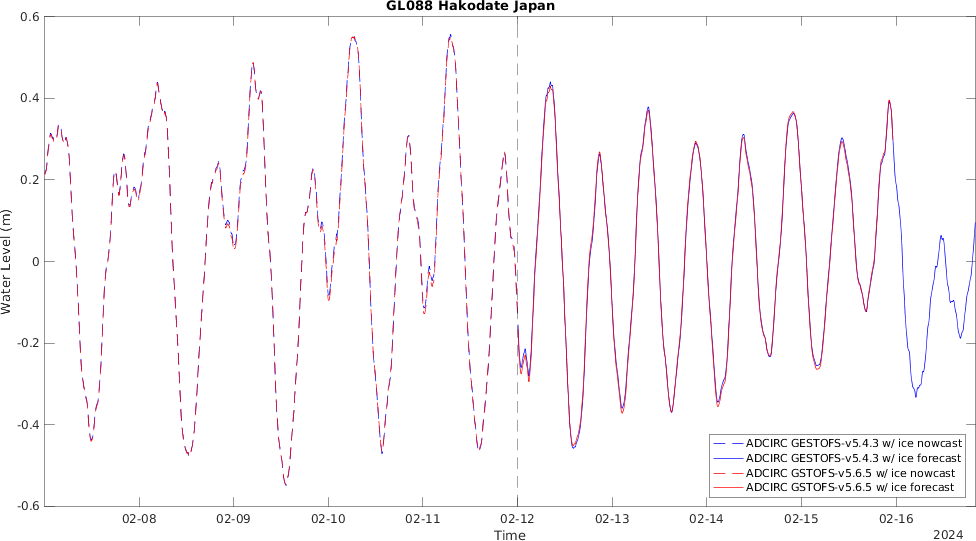 GL088 Hakodate Japan
0.6
0.4
0.2
0
-0.2
-0.4
-0.6
Water Level (m)
ADCIRC GESTOFS-v5.4.3 w/ ice nowcast
ADCIRC GESTOFS-v5.4.3 w/ ice forecast
ADCIRC GSTOFS-v5.6.5 w/ ice nowcast
ADCIRC GSTOFS-v5.6.5 w/ ice forecast
02-08 02-09 02-10 02-11 02-12 02-13 02-14 02-15 02-16
Time
2024